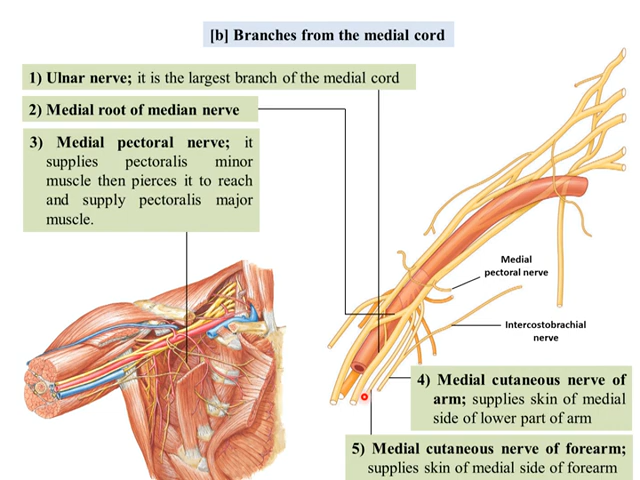 [b] Branches from the medial cord
1) Ulnar nerve; it is the largest branch of the medial cord
2) Medial root of median nerve
3) Medial pectoral nerve; it
supplies pectoralis minor
muscle then pierces it to reach
and supply pectoralis major
muscle.
Medial
pectoral nerve
Intercostobrachial
nerve
4) Medial cutaneous nerve of
arm; supplies skin of medial
side of lower part of arm
5) Medial cutaneous nerve of forearm;
supplies skin of medial side of forearm